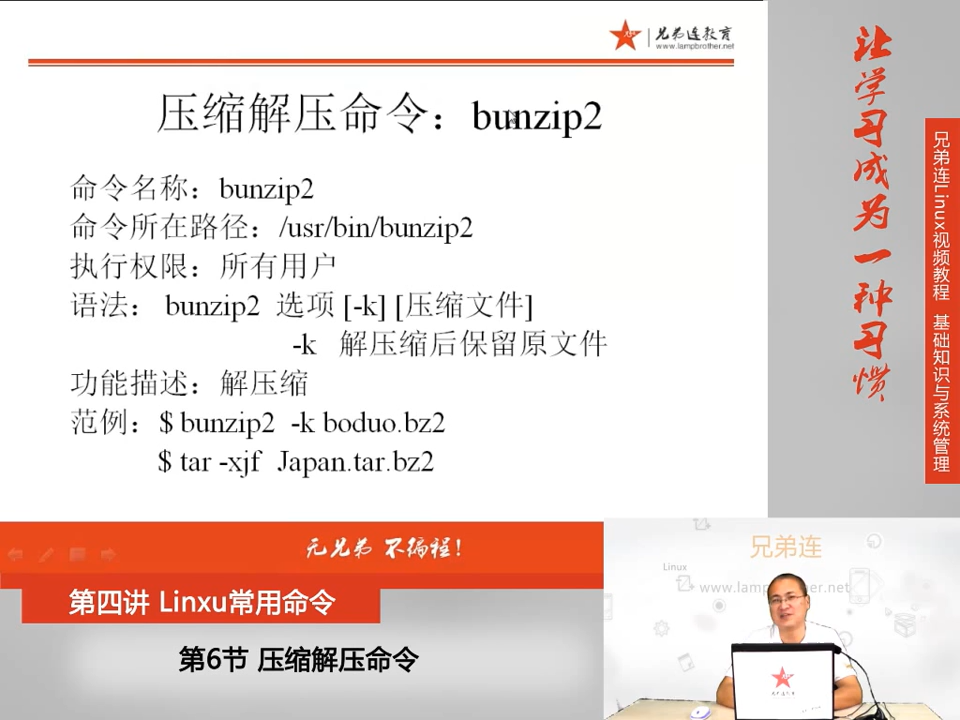 兄弟连教育
www.lampbrother.net
压缩解压命令：bunzip2
命令名称：bunzip2
命令所在路径：/usr/bin/bunzip2
执行权限：所有用户
语法： bunzip2 选项 [-k] [压缩文件]
-k 解压缩后保留原文件
功能描述：解压缩
范例：$ bunzip2 -k boduo.bz2
$ tar -xjf Japan.tar.bz2
让学习成为一种习惯
兄弟连Linux视频教程 基础知识与系统管理
无兄弟 不编程！
第四讲 Linxu常用命令
第6节 压缩解压命令
兄弟连
Linux
www.lampbrother.net